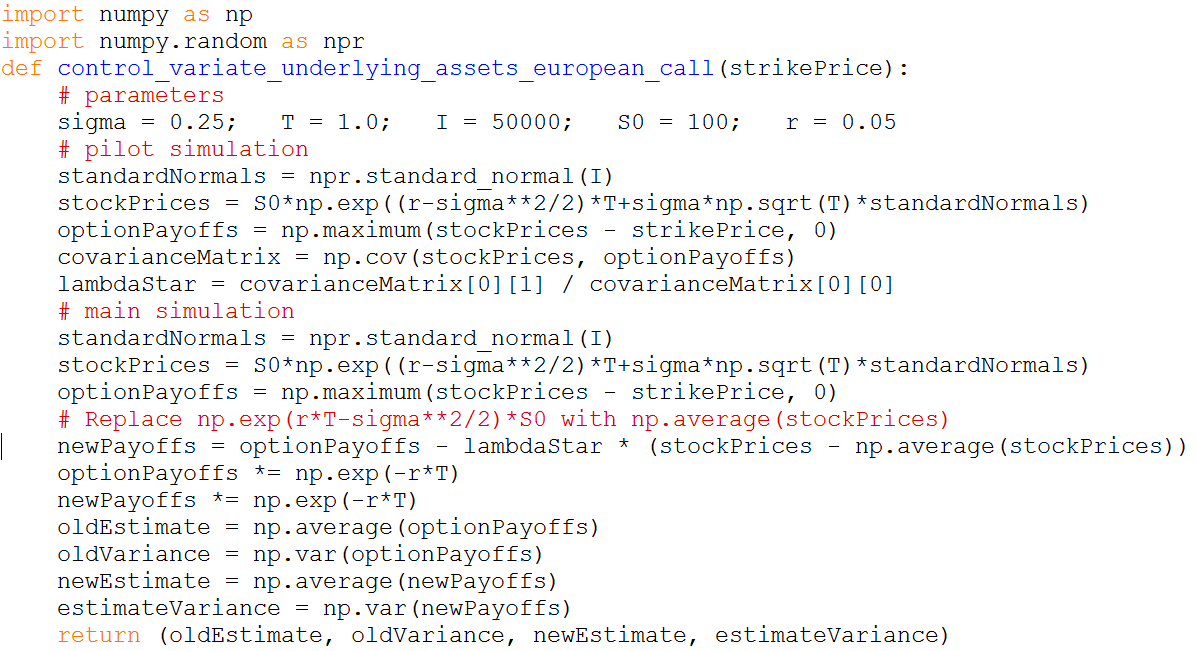 import numpy as np
import numpy.random as npr
def control_variate_underlying_assets_european_call(strikePrice):
    # parameters
    sigma = 0.25;   T = 1.0;   I = 50000;   S0 = 100;   r = 0.05
    # pilot simulation
    standardNormals = npr.standard_normal(I)
    stockPrices = S0*np.exp((r-sigma**2/2)*T+sigma*np.sqrt(T)*standardNormals)
    optionPayoffs = np.maximum(stockPrices - strikePrice, 0)
    covarianceMatrix = np.cov(stockPrices, optionPayoffs)
    lambdaStar = covarianceMatrix[0][1] / covarianceMatrix[0][0]
    # main simulation
    standardNormals = npr.standard_normal(I)
    stockPrices = S0*np.exp((r-sigma**2/2)*T+sigma*np.sqrt(T)*standardNormals)
    optionPayoffs = np.maximum(stockPrices - strikePrice, 0)
    # Replace np.exp(r*T-sigma**2/2)*S0 with np.average(stockPrices)
    newPayoffs = optionPayoffs - lambdaStar * (stockPrices - np.average(stockPrices))
    optionPayoffs *= np.exp(-r*T)
    newPayoffs *= np.exp(-r*T)
    oldEstimate = np.average(optionPayoffs)
    oldVariance = np.var(optionPayoffs)
    newEstimate = np.average(newPayoffs)
    estimateVariance = np.var(newPayoffs)
    return (oldEstimate, oldVariance, newEstimate, estimateVariance)